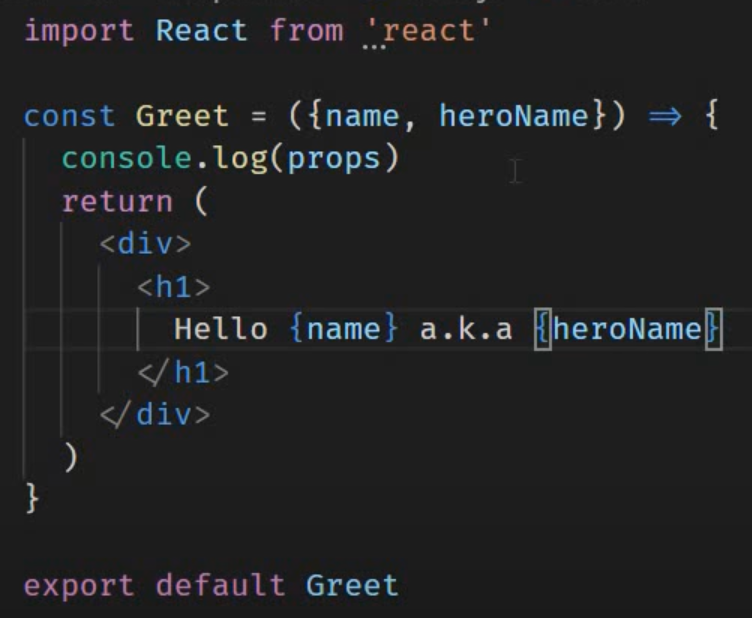 import React from 'react'
const Greet = ({name, heroName}) => {
console.log(props)
return (
<div>
<h1>
Hello {name} a.k.a {heroName}
</h1>
</div>
)
}
export default Greet